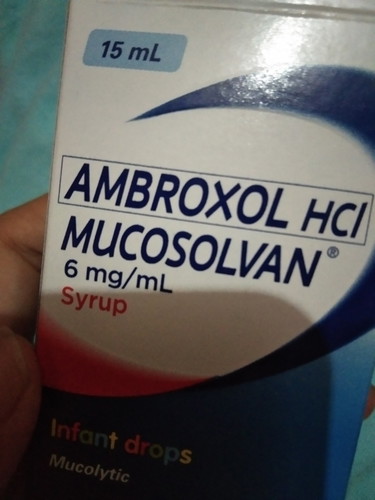 15 mL
AMBROXOL HCl
MUCOSOLVAN®
6 mg/mL
Syrup
Infant drops
Mucolytic